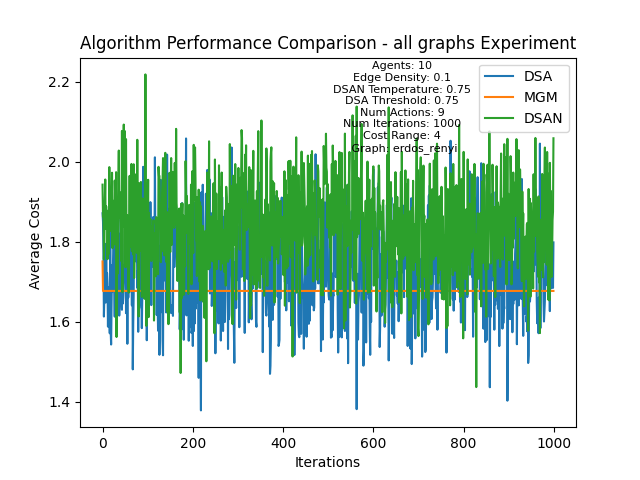 Algorithm Performance Comparison - all graphs Experiment
Agents: 10
Edge Density: 0.1
DSAN Temperature: 0.75
DSA Threshold: 0.75
Num Actions: 9
Num Iterations: 1000
Cost Range: 4
Graph: erdos_renyi
DSA
MGM
DSAN
Average Cost
2.2
2.0
1.8
1.6
1.4
0
200
400
600
800
1000
Iterations